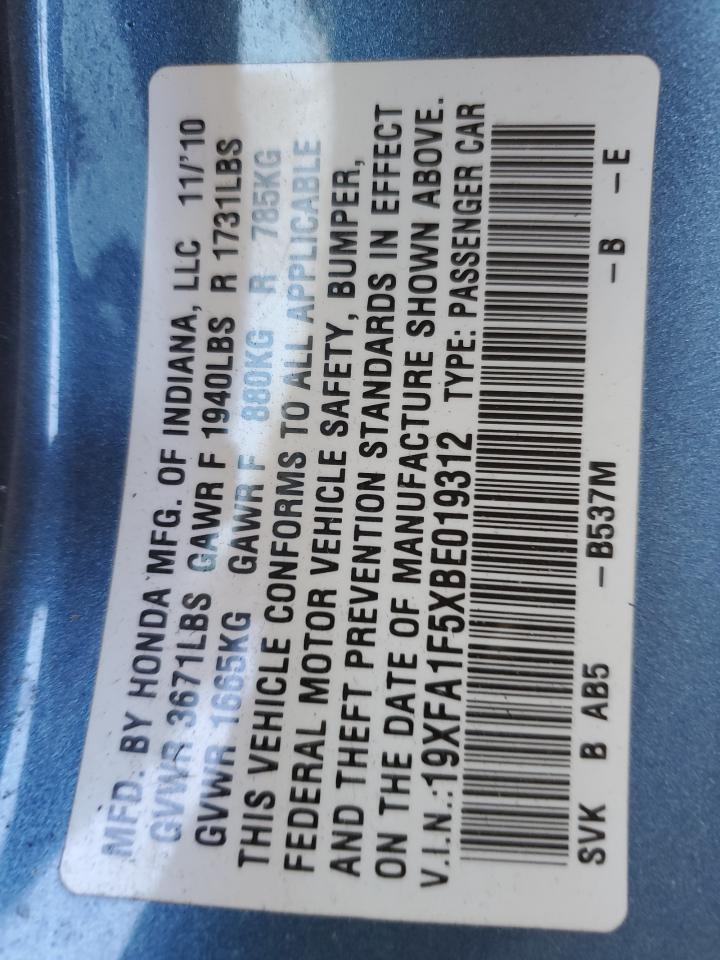 MFD. BY HONDA MFG. OF INDIANA, LLC 11/'10
GVWR 3671LBS GAWR F 1940LBS R 1731LBS
GVWR 1665KG GAWR F 880KG R 785KG
THIS VEHICLE CONFORMS TO ALL APPLICABLE
FEDERAL MOTOR VEHICLE SAFETY, BUMPER,
AND THEFT PREVENTION STANDARDS IN EFFECT
ON THE DATE OF MANUFACTURE SHOWN ABOVE.
V.I.N.:19XFA1F5XBE019312 TYPE: PASSENGER CAR
SVK B AB5 –B537M –B –E